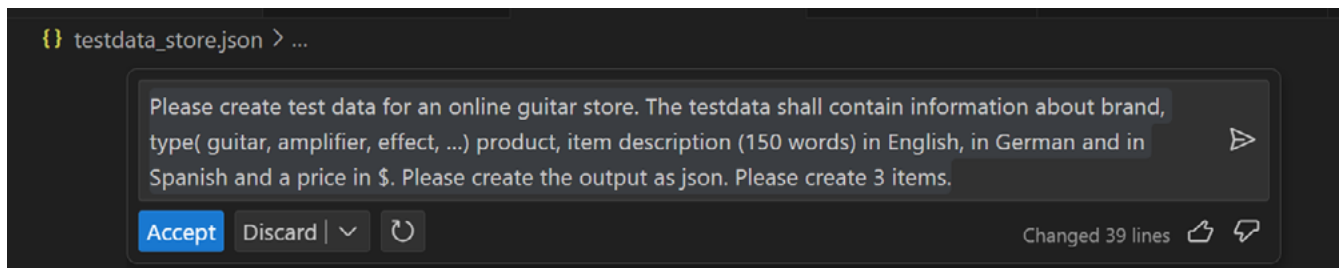 {} testdata_store.json > ...
Please create test data for an online guitar store. The testdata shall contain information about brand,
type( guitar, amplifier, effect, ...) product, item description (150 words) in English, in German and in
Spanish and a price in $. Please create the output as json. Please create 3 items.
Accept Discard | Changed 39 lines